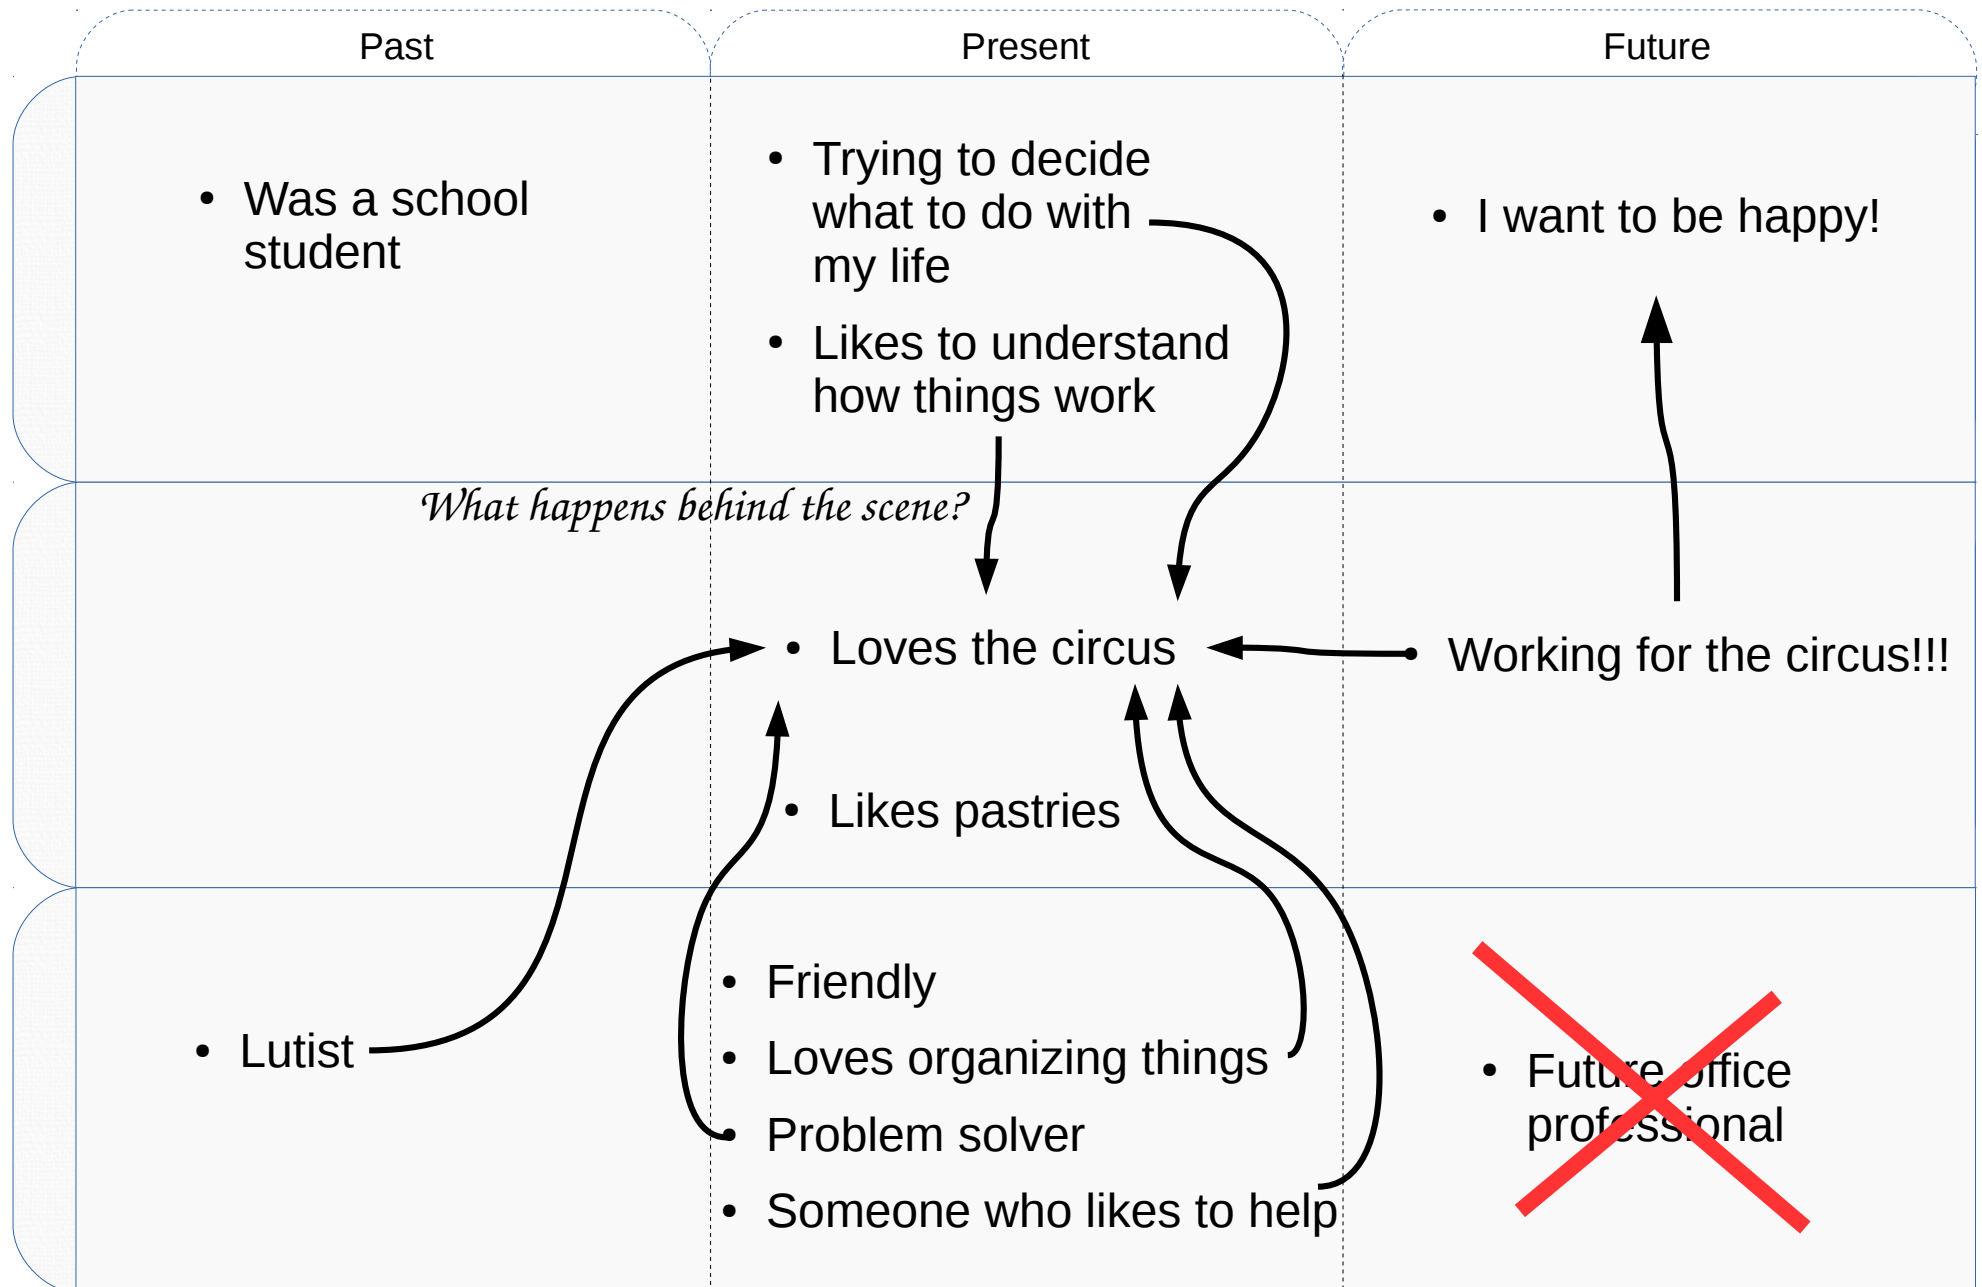 Past
Present
Future
• Was a school
student
• Trying to decide
what to do with
my life
• Likes to understand
how things work
• I want to be happy!
What happens behind the scene?
• Loves the circus
• Likes pastries
• Working for the circus!!!
• Lutist
• Friendly
• Loves organizing things
• Problem solver
• Someone who likes to help
• Future office
professional